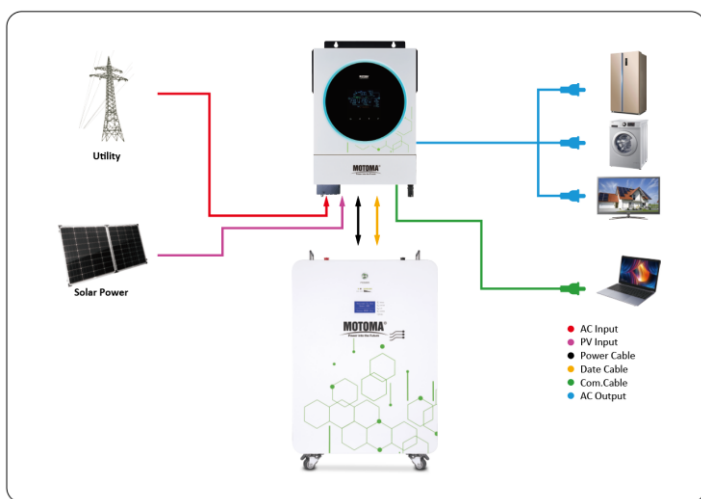 MOTOMA®
Utility
Solar Power
MOTOMA®
AC Input
PV Input
Power Cable
Date Cable
Com.Cable
AC Output